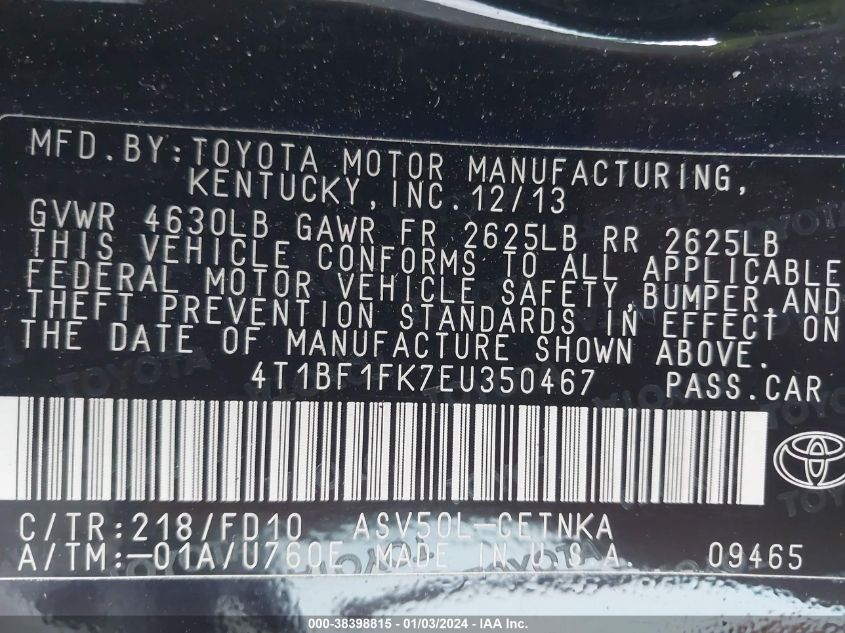 MFD.BY:TOYOTA MOTOR MANUFACTURING,
KENTUCKY,INC.12/13
GVWR 4630LB GAWR FR 2625LB RR 2625LB
THIS VEHICLE CONFORMS TO ALL APPLICABLE
FEDERAL MOTOR VEHICLE SAFETY,BUMPER,AND
THEFT PREVENTION STANDARDS IN EFFECT ON
THE DATE OF MANUFACTURE SHOWN ABOVE.
4T1BF1FK7EU350467 PASS.CAR
C/TR:218/FD10 ASV50L-CETNKA
A/TM:-01A/U760E MADE IN U.S.A. 09465
000-38398815 - 01/03/2024 - IAA Inc.